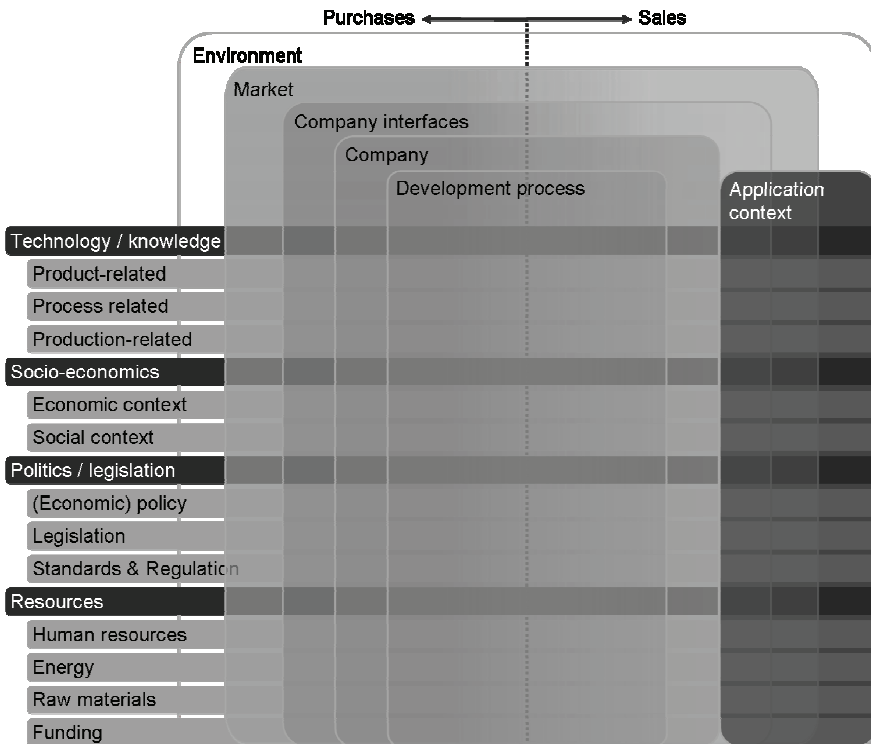 Purchases Sales
Environment
Market
Company interfaces
Company
Development process
Application
context
Technology / knowledge
Product-related
Process related
Production-related
Socio-economics
Economic context
Social context
Politics / legislation
(Economic) policy
Legislation
Standards & Regulation
Resources
Human resources
Energy
Raw materials
Funding